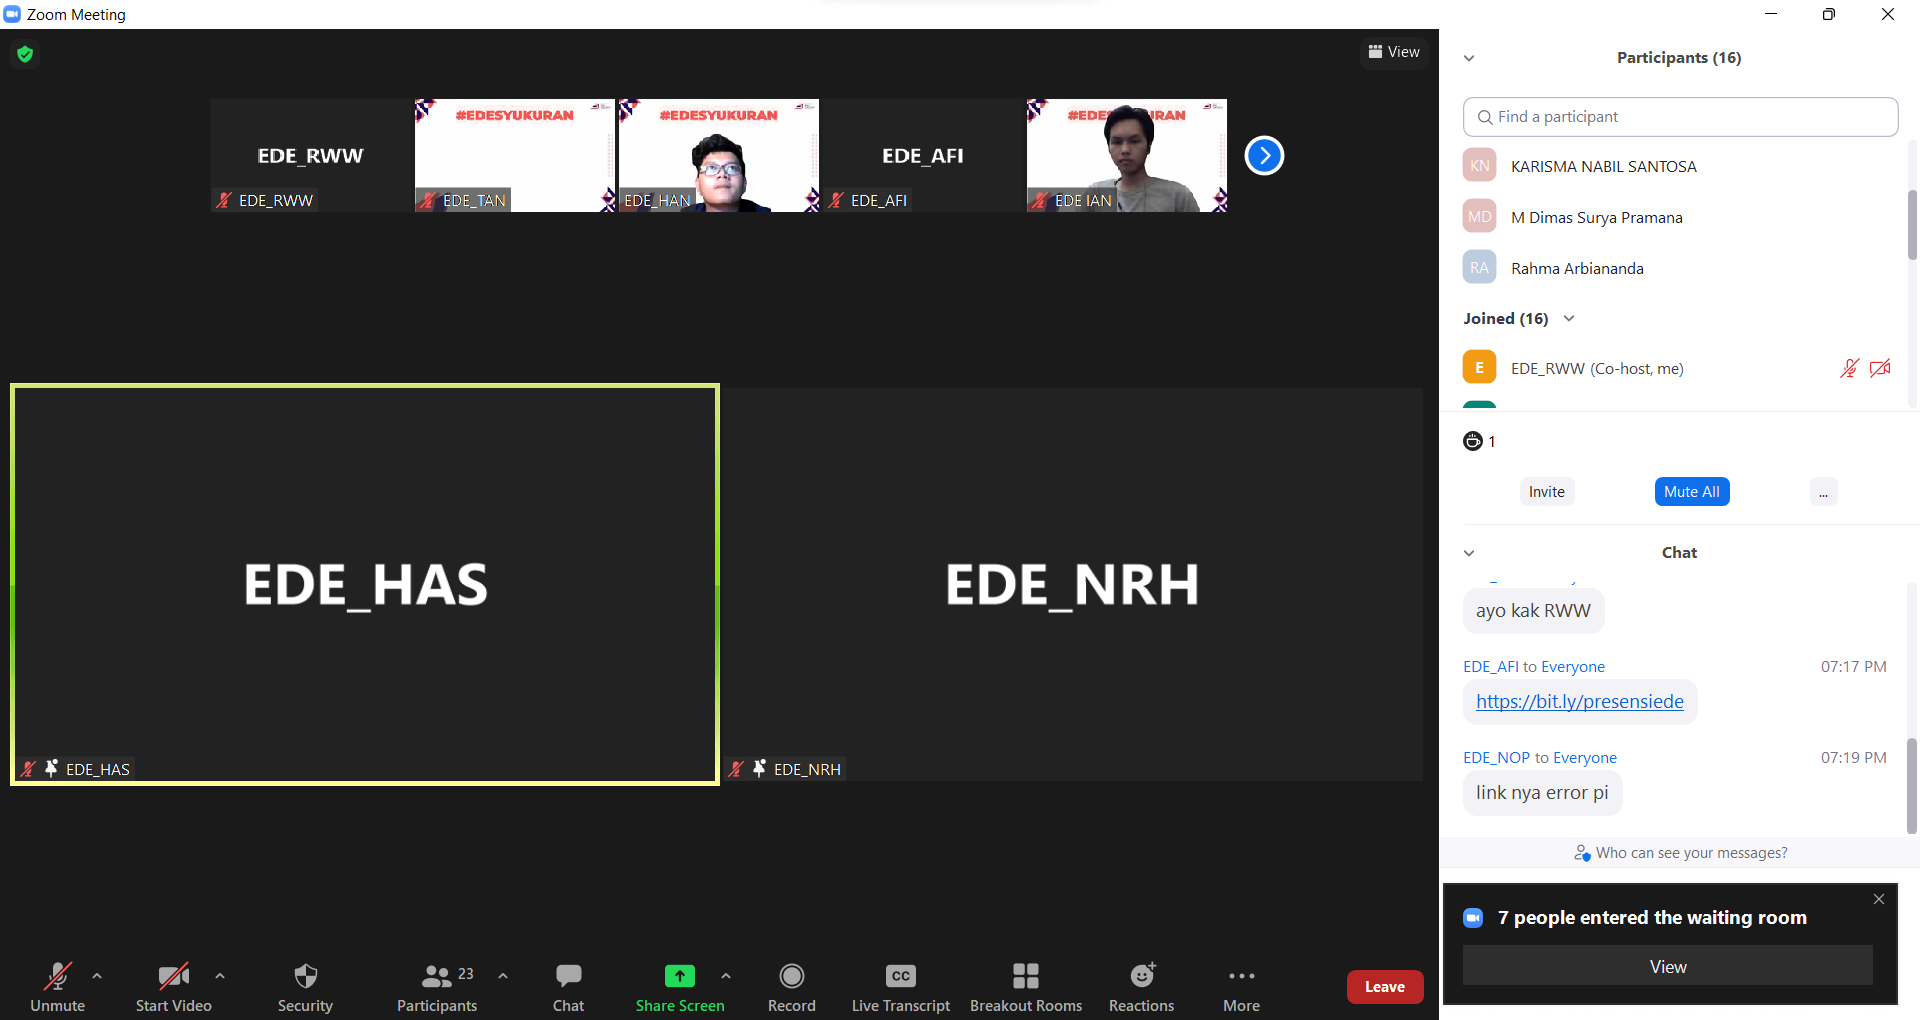 Zoom Meeting
View
EDE_RWW
EDE_RWW
#EDESYUKURAN
EDE_TAN
#EDESYUKURAN
EDE_HAN
EDE_AFI
EDE_AFI
#EDE
RAN
EDE IAN
EDE_HAS
EDE_HAS
EDE_NRH
EDE_NRH
Unmute
Start Video
Security
23
Participants
Chat
Share Screen
Record
CC
Live Transcript
Breakout Rooms
Reactions
More
Leave
Participants (16)
Find a participant
KN KARISMA NABIL SANTOSA
MD M Dimas Surya Pramana
RA Rahma Arbiananda
Joined (16)
E EDE_RWW (Co-host, me)
1
Invite Mute All ...
Chat
ayo kak RWW
EDE_AFI to Everyone 07:17 PM
https://bit.ly/presensiede
EDE_NOP to Everyone 07:19 PM
link nya error pi
Who can see your messages?
7 people entered the waiting room
View